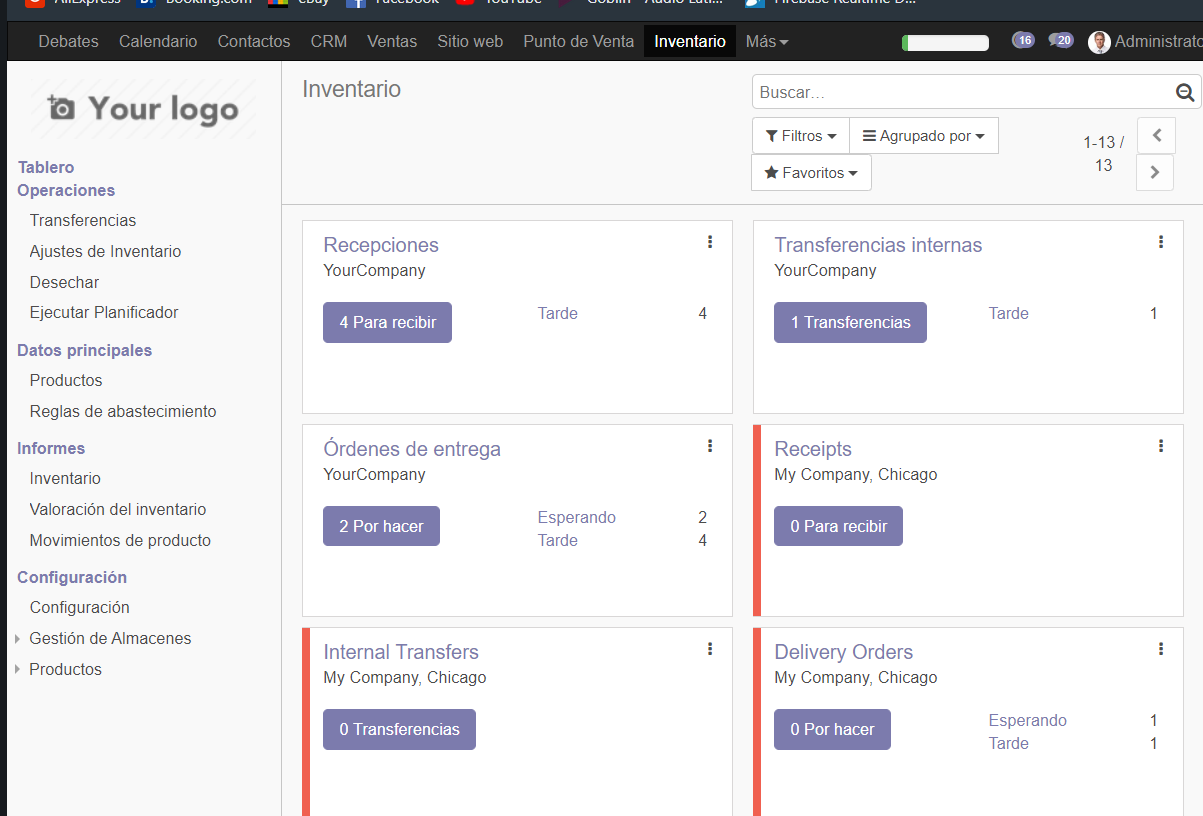 AliExpress Booking.com ebay Facebook YouTube Goblin - Audio Lati... Firebase Realtime D...
Debates Calendario Contactos CRM Ventas Sitio web Punto de Venta Inventario Más 16 20 Administrato
Your logo
Tablero
Operaciones
Transferencias
Ajustes de Inventario
Desechar
Ejecutar Planificador
Datos principales
Productos
Reglas de abastecimiento
Informes
Inventario
Valoración del inventario
Movimientos de producto
Configuración
Configuración
Gestión de Almacenes
Productos
Inventario
Buscar...
Filtros Agrupado por
Favoritos
1-13 /
13
Recepciones
YourCompany
4 Para recibir
Tarde 4
Transferencias internas
YourCompany
1 Transferencias
Tarde 1
Órdenes de entrega
YourCompany
2 Por hacer
Esperando 2
Tarde 4
Receipts
My Company, Chicago
0 Para recibir
Internal Transfers
My Company, Chicago
0 Transferencias
Delivery Orders
My Company, Chicago
0 Por hacer
Esperando 1
Tarde 1